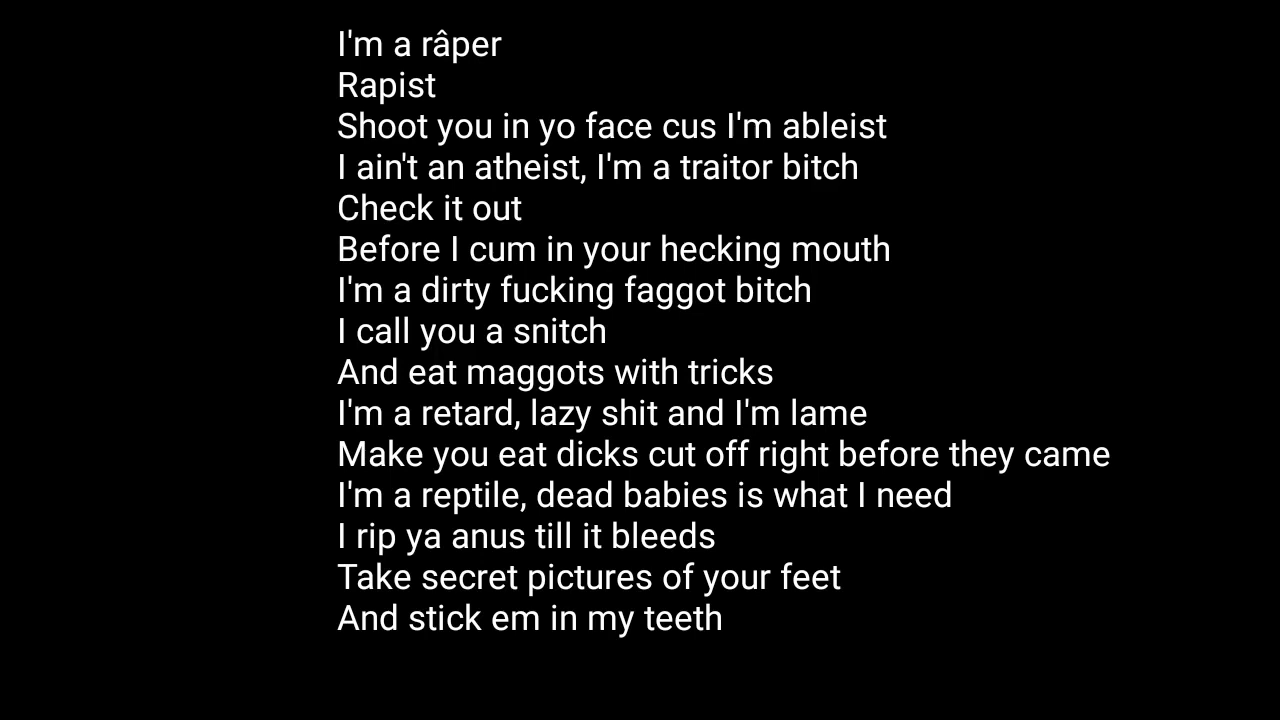 I'm a râper
Rapist
Shoot you in yo face cus I'm ableist
I ain't an atheist, I'm a traitor bitch
Check it out
Before I cum in your hecking mouth
I'm a dirty fucking faggot bitch
I call you a snitch
And eat maggots with tricks
I'm a retard, lazy shit and I'm lame
Make you eat dicks cut off right before they came
I'm a reptile, dead babies is what I need
I rip ya anus till it bleeds
Take secret pictures of your feet
And stick em in my teeth